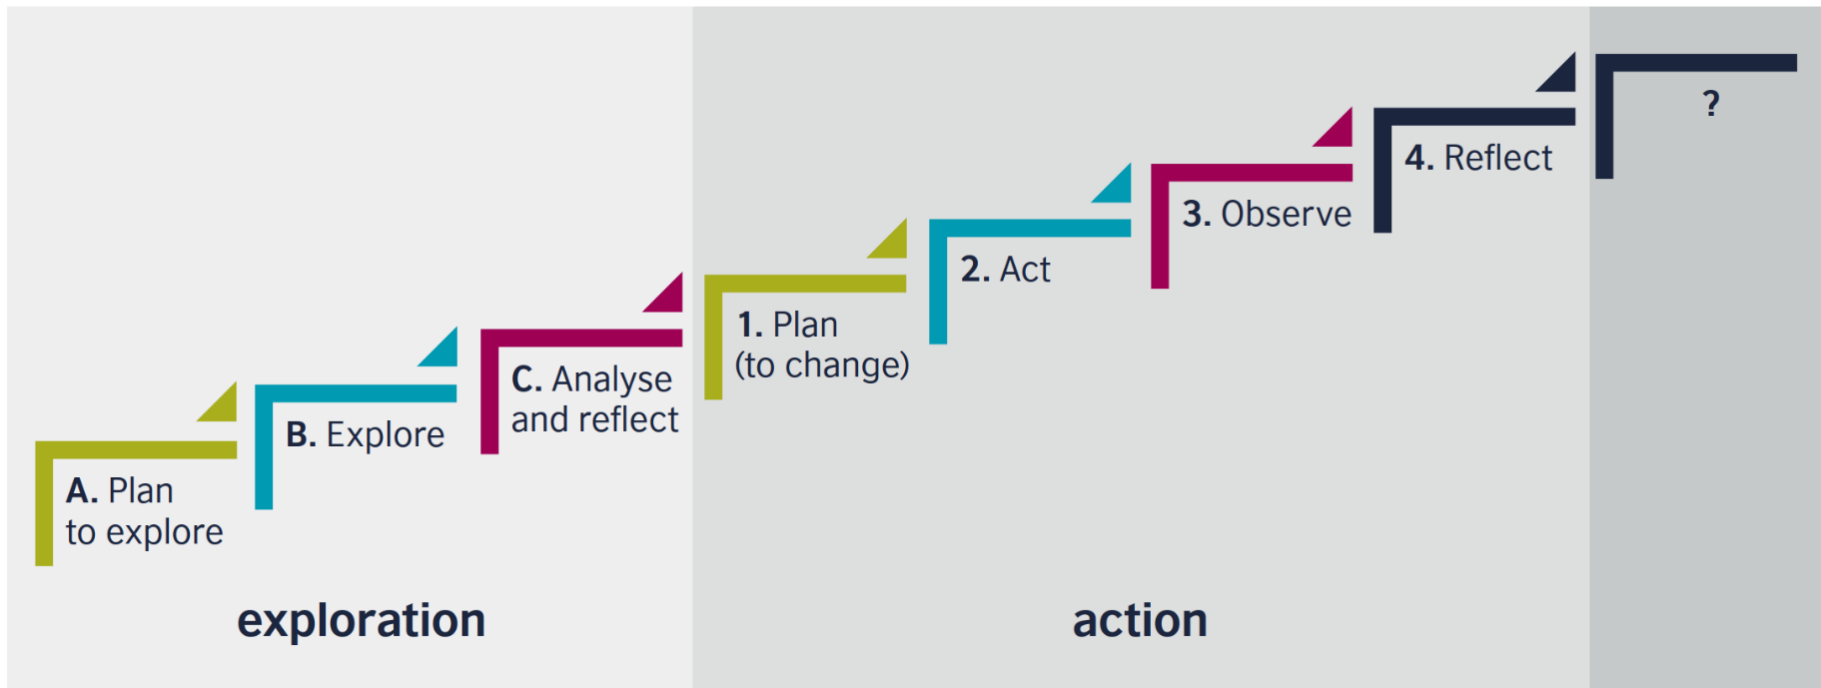 A. Plan
to explore
B. Explore
C. Analyse
and reflect
1. Plan
(to change)
2. Act
3. Observe
4. Reflect
?
exploration
action